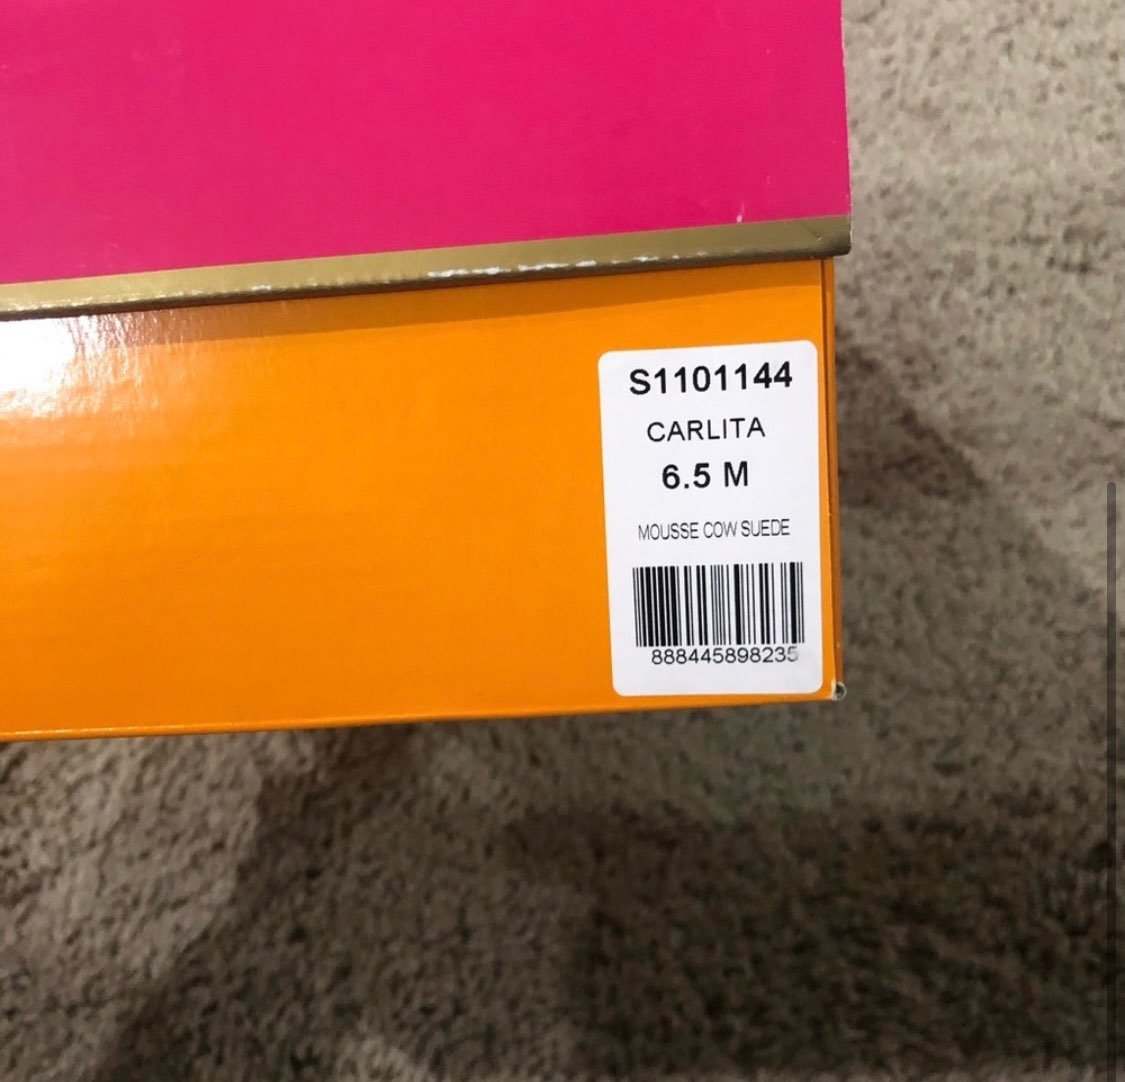 S1101144
CARLITA
6.5 M
MOUSSE COW SUEDE
888445898235